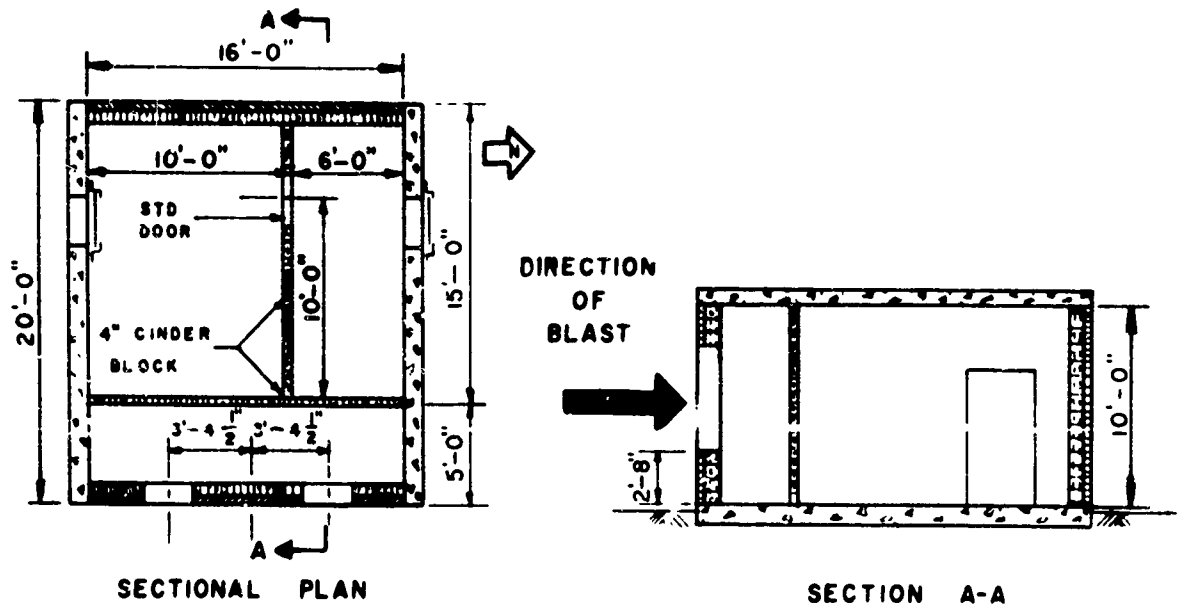 A
16'-0"
10'-0"
6'-0"
N
STD
DOOR
10'-0"
15'-0"
20'-0"
4" CINDER
BLOCK
3'-4 1/2"
3'-4 1/2"
5'-0"
A
SECTIONAL PLAN
DIRECTION
OF
BLAST
10'-0"
2'-8"
SECTION A-A